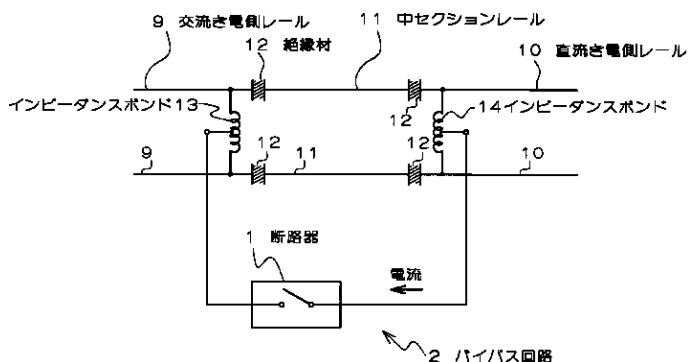 9 交流き電側レール
12 絶縁材
11 中セクションレール
10 直流き電側レール
インピーダンスボンド13
12
14インピーダンスボンド
9
12
11
12
10
1 断路器
電流
2 バイパス回路